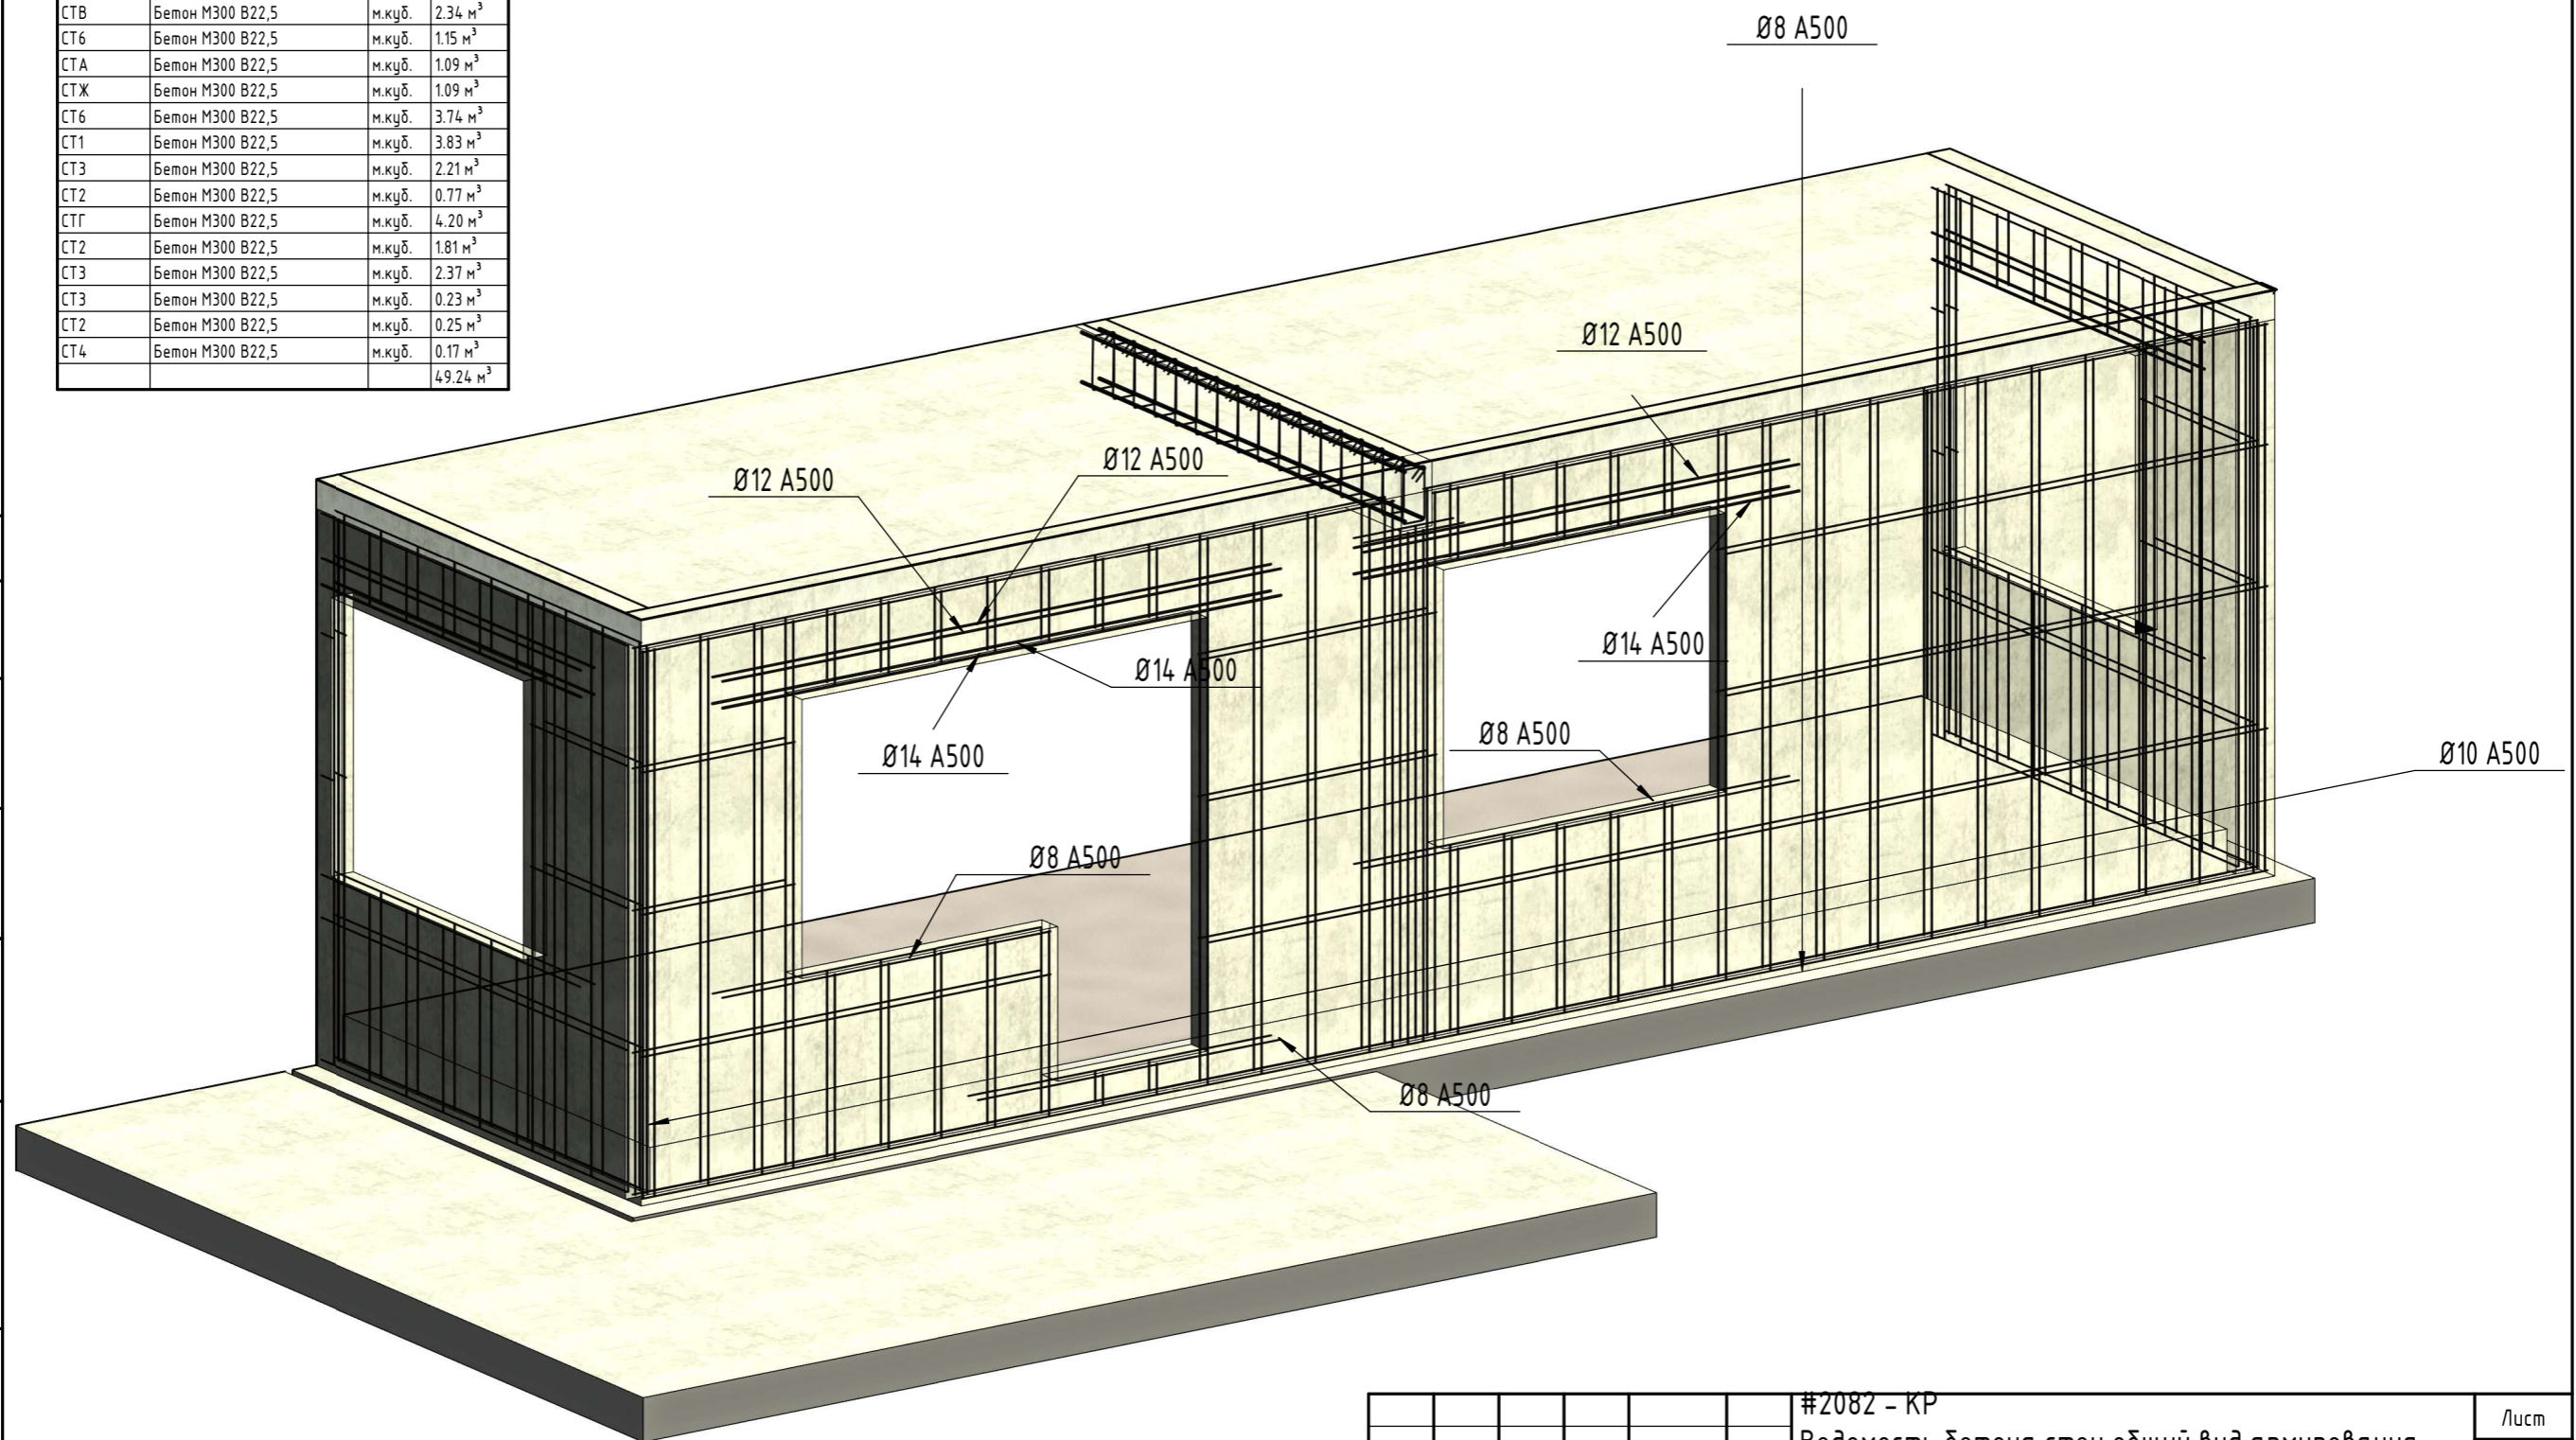 СТВ Бетон М300 В22,5 м.куб. 2.34 м³
СТ6 Бетон М300 В22,5 м.куб. 1.15 м³
СТА Бетон М300 В22,5 м.куб. 1.09 м³
СТЖ Бетон М300 В22,5 м.куб. 1.09 м³
СТ6 Бетон М300 В22,5 м.куб. 3.74 м³
СТ1 Бетон М300 В22,5 м.куб. 3.83 м³
СТ3 Бетон М300 В22,5 м.куб. 2.21 м³
СТ2 Бетон М300 В22,5 м.куб. 0.77 м³
СТГ Бетон М300 В22,5 м.куб. 4.20 м³
СТ2 Бетон М300 В22,5 м.куб. 1.81 м³
СТ3 Бетон М300 В22,5 м.куб. 2.37 м³
СТ3 Бетон М300 В22,5 м.куб. 0.23 м³
СТ2 Бетон М300 В22,5 м.куб. 0.25 м³
СТ4 Бетон М300 В22,5 м.куб. 0.17 м³
49.24 м³
Ø8 А500
Ø12 А500
Ø12 А500
Ø12 А500
Ø14 А500
Ø14 А500
Ø14 А500
Ø8 А500
Ø10 А500
Ø8 А500
Ø8 А500
#2082 - КР
Лист
Ведомость бетона стен общий вид армирования